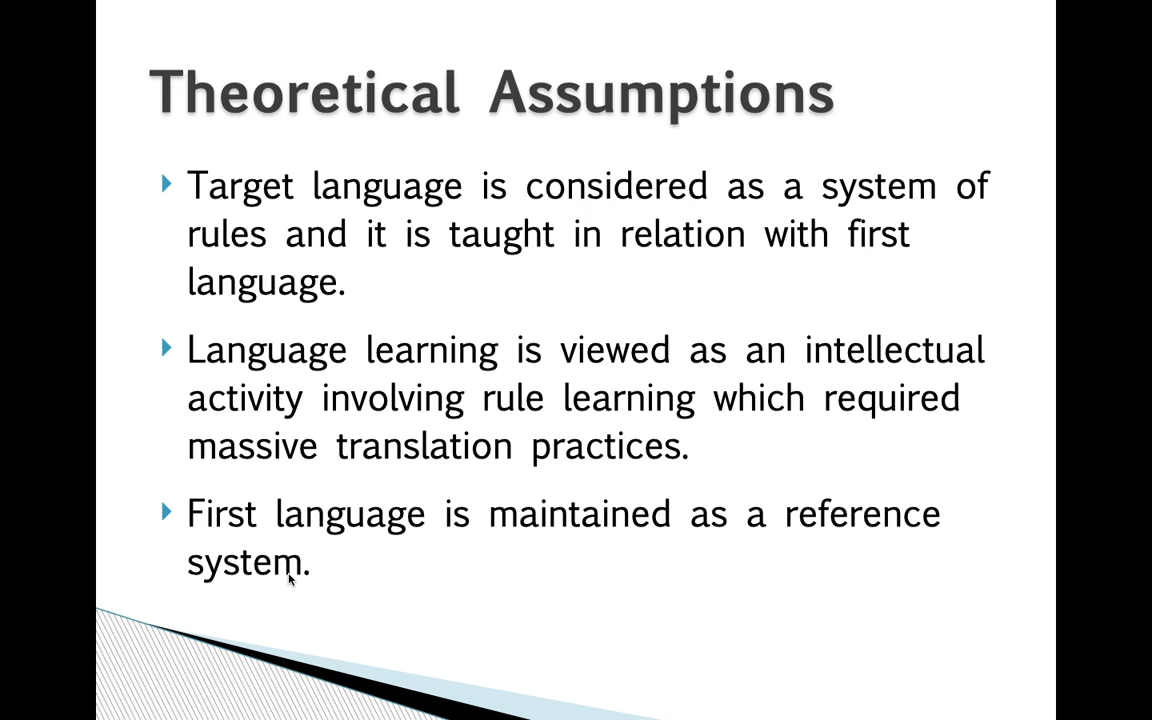 Theoretical Assumptions
Target language is considered as a system of
rules and it is taught in relation with first
language.
Language learning is viewed as an intellectual
activity involving rule learning which required
massive translation practices.
First language is maintained as a reference
system.